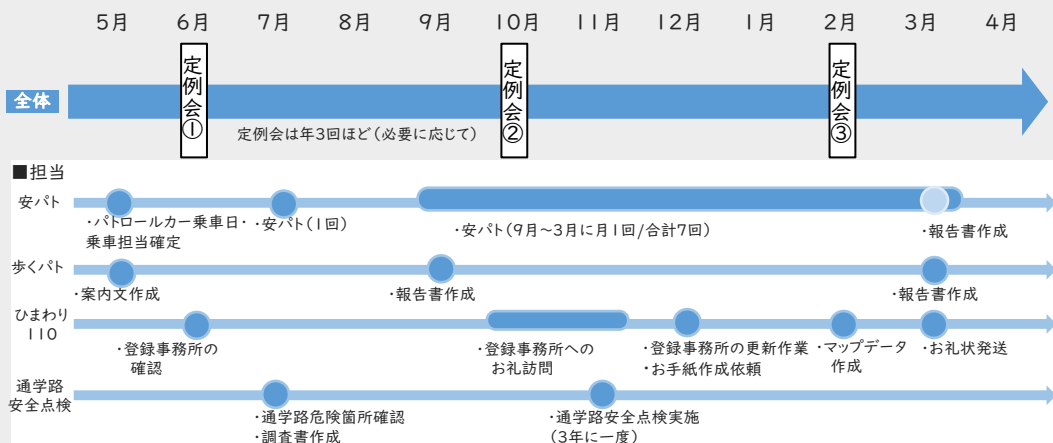 5月 6月 7月 8月 9月 10月 11月 12月 1月 2月 3月 4月
全体
定例会①
定例会②
定例会③
定例会は年3回ほど(必要に応じて)
■担当
安パト
・パトロールカー乗車日・
乗車担当確定
・安パト(1回)
・安パト(9月～3月に月1回/合計7回)
・報告書作成
歩くパト
・案内文作成
・報告書作成
・報告書作成
ひまわり
110
・登録事務所の
確認
・登録事務所への
お礼訪問
・登録事務所の更新作業
・お手紙作成依頼
・マップデータ
作成
・お礼状発送
通学路
安全点検
・通学路危険箇所確認
・調査書作成
・通学路安全点検実施
(3年に一度)